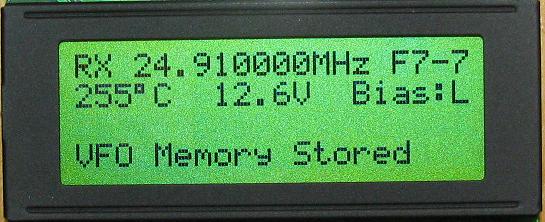 RX 24.910000MHz F7-7
255°C 12.6V Bias:L
VFO Memory Stored